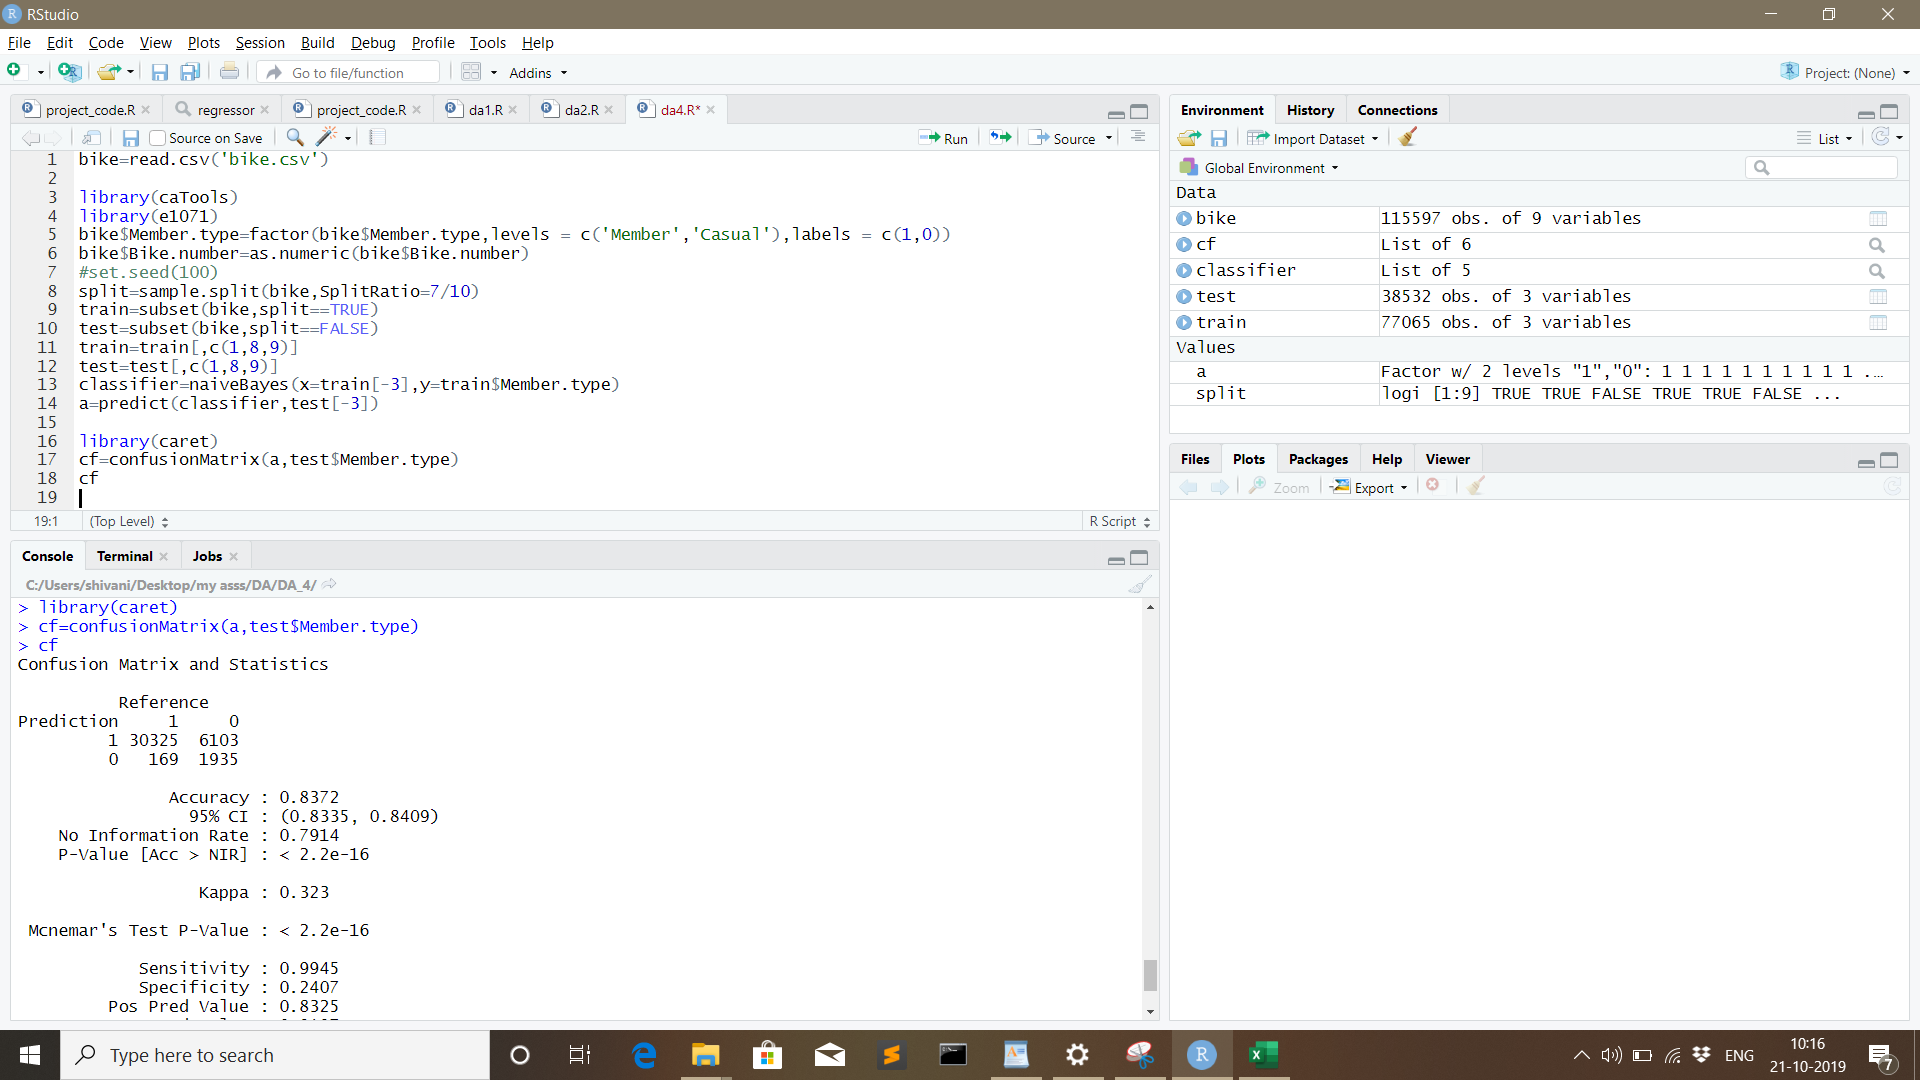 RStudio
File Edit Code View Plots Session Build Debug Profile Tools Help
Go to file/function Addins Project: (None)
project_code.R regressor project_code.R da1.R da2.R da4.R*
Source on Save Run Source
1 bike=read.csv('bike.csv')
2
3 library(caTools)
4 library(e1071)
5 bike$Member.type=factor(bike$Member.type,levels = c('Member','Casual'),labels = c(1,0))
6 bike$Bike.number=as.numeric(bike$Bike.number)
7 #set.seed(100)
8 split=sample.split(bike,SplitRatio=7/10)
9 train=subset(bike,split==TRUE)
10 test=subset(bike,split==FALSE)
11 train=train[,c(1,8,9)]
12 test=test[,c(1,8,9)]
13 classifier=naiveBayes(x=train[-3],y=train$Member.type)
14 a=predict(classifier,test[-3])
15
16 library(caret)
17 cf=confusionMatrix(a,test$Member.type)
18 cf
19
19:1 (Top Level) R Script
Console Terminal Jobs
C:/Users/shivani/Desktop/my asss/DA/DA_4/
> library(caret)
> cf=confusionMatrix(a,test$Member.type)
> cf
Confusion Matrix and Statistics
Reference
Prediction 1 0
1 30325 6103
0 169 1935
Accuracy : 0.8372
95% CI : (0.8335, 0.8409)
No Information Rate : 0.7914
P-Value [Acc > NIR] : < 2.2e-16
Kappa : 0.323
Mcnemar's Test P-Value : < 2.2e-16
Sensitivity : 0.9945
Specificity : 0.2407
Pos Pred Value : 0.8325
Environment History Connections
Import Dataset List
Global Environment
Data
bike 115597 obs. of 9 variables
cf List of 6
classifier List of 5
test 38532 obs. of 3 variables
train 77065 obs. of 3 variables
Values
a Factor w/ 2 levels "1","0": 1 1 1 1 1 1 1 1 1 1 ...
split logi [1:9] TRUE TRUE FALSE TRUE TRUE FALSE ...
Files Plots Packages Help Viewer
Zoom Export
Type here to search
ENG
10:16
21-10-2019
7